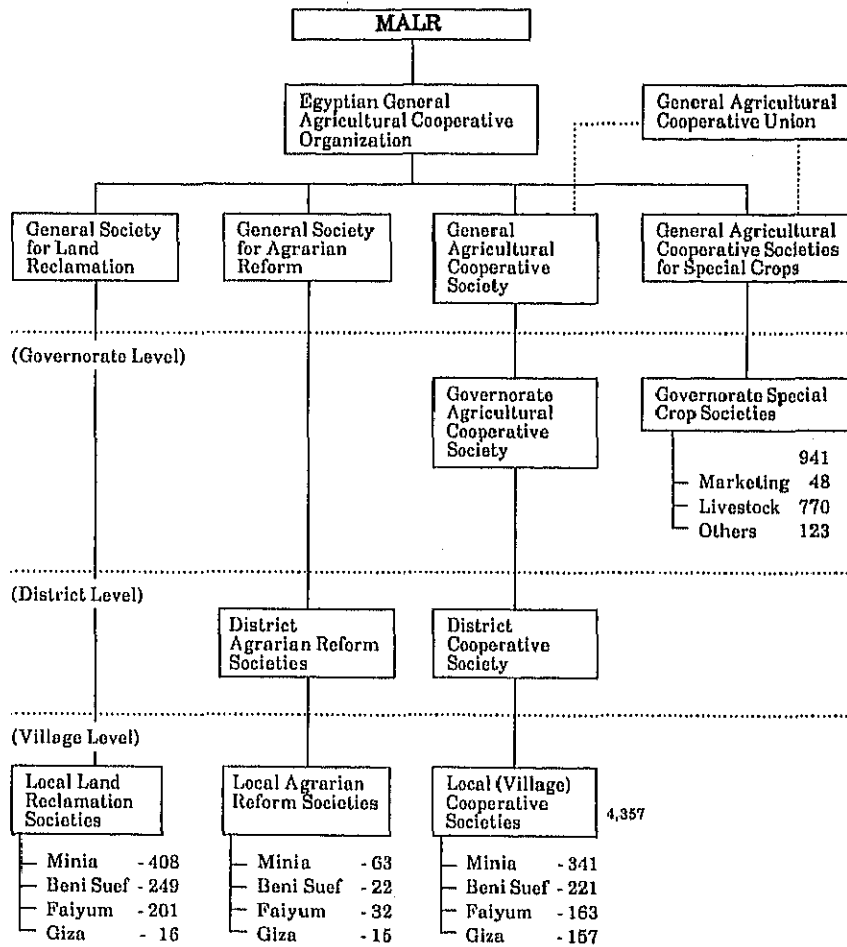 MALR
Egyptian General
Agricultural Cooperative
Organization
General Agricultural
Cooperative Union
General Society
for Land
Reclamation
General Society
for Agrarian
Reform
General
Agricultural
Cooperative
Society
General Agricultural
Cooperative Societies
for Special Crops
(Governorate Level)
Governorate
Agricultural
Cooperative
Society
Governorate Special
Crop Societies
941
Marketing 48
Livestock 770
Others 123
(District Level)
District
Agrarian Reform
Societies
District
Cooperative
Society
(Village Level)
Local Land
Reclamation
Societies
Minia - 408
Beni Suef - 249
Faiyum - 201
Giza - 16
Local Agrarian
Reform Societies
Minia - 63
Beni Suef - 22
Faiyum - 32
Giza - 15
Local (Village)
Cooperative
Societies
4,357
Minia - 341
Beni Suef - 221
Faiyum - 163
Giza - 157